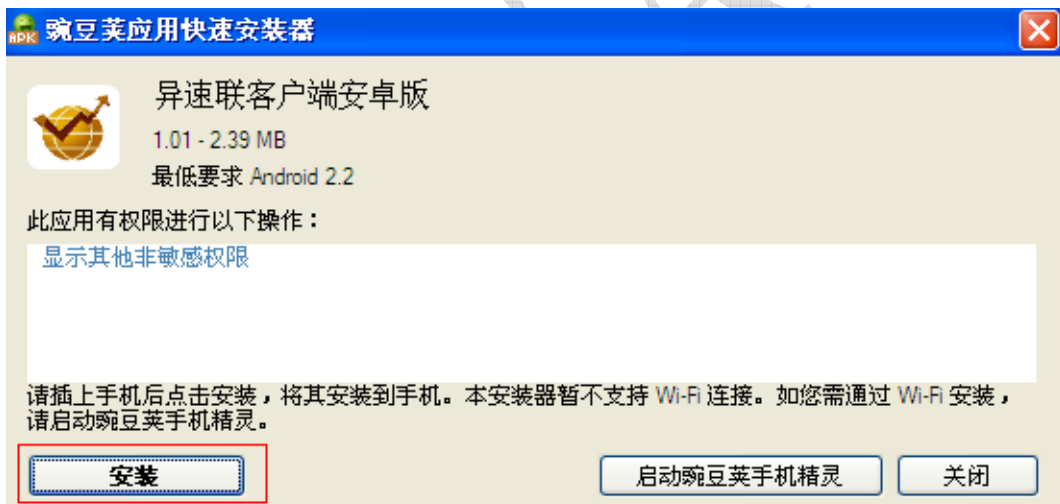 APK 豌豆荚应用快速安装器
异速联客户端安卓版
1.01 - 2.39 MB
最低要求 Android 2.2
此应用有权限进行以下操作：
显示其他非敏感权限
请插上手机后点击安装，将其安装到手机。本安装器暂不支持 Wi-Fi 连接。如您需通过 Wi-Fi 安装，
请启动豌豆荚手机精灵。
安装 启动豌豆荚手机精灵 关闭